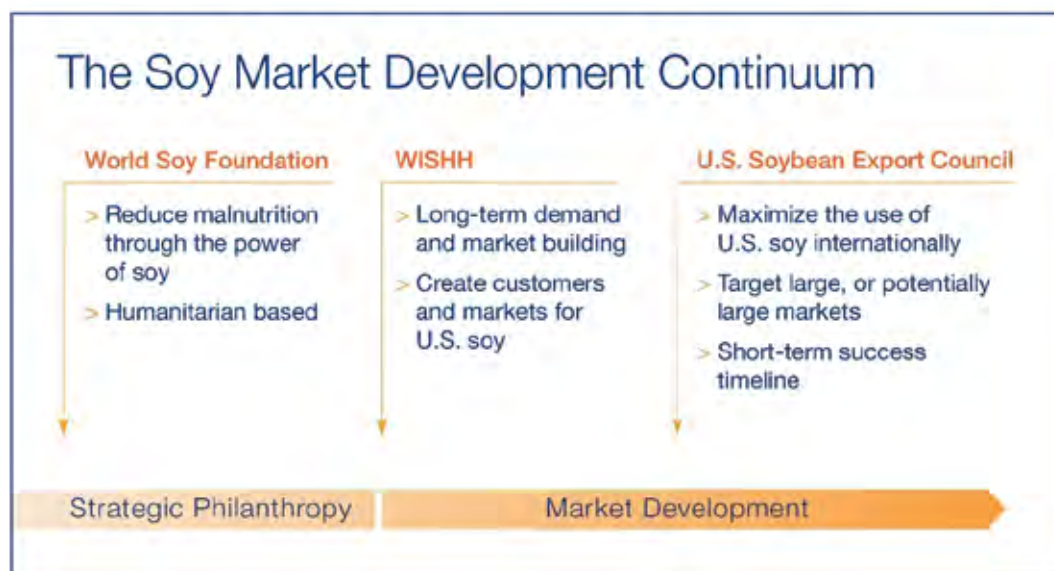 The Soy Market Development Continuum
World Soy Foundation
> Reduce malnutrition
through the power
of soy
> Humanitarian based
WISHH
> Long-term demand
and market building
> Create customers
and markets for
U.S. soy
U.S. Soybean Export Council
> Maximize the use of
U.S. soy internationally
> Target large, or potentially
large markets
> Short-term success
timeline
Strategic Philanthropy
Market Development